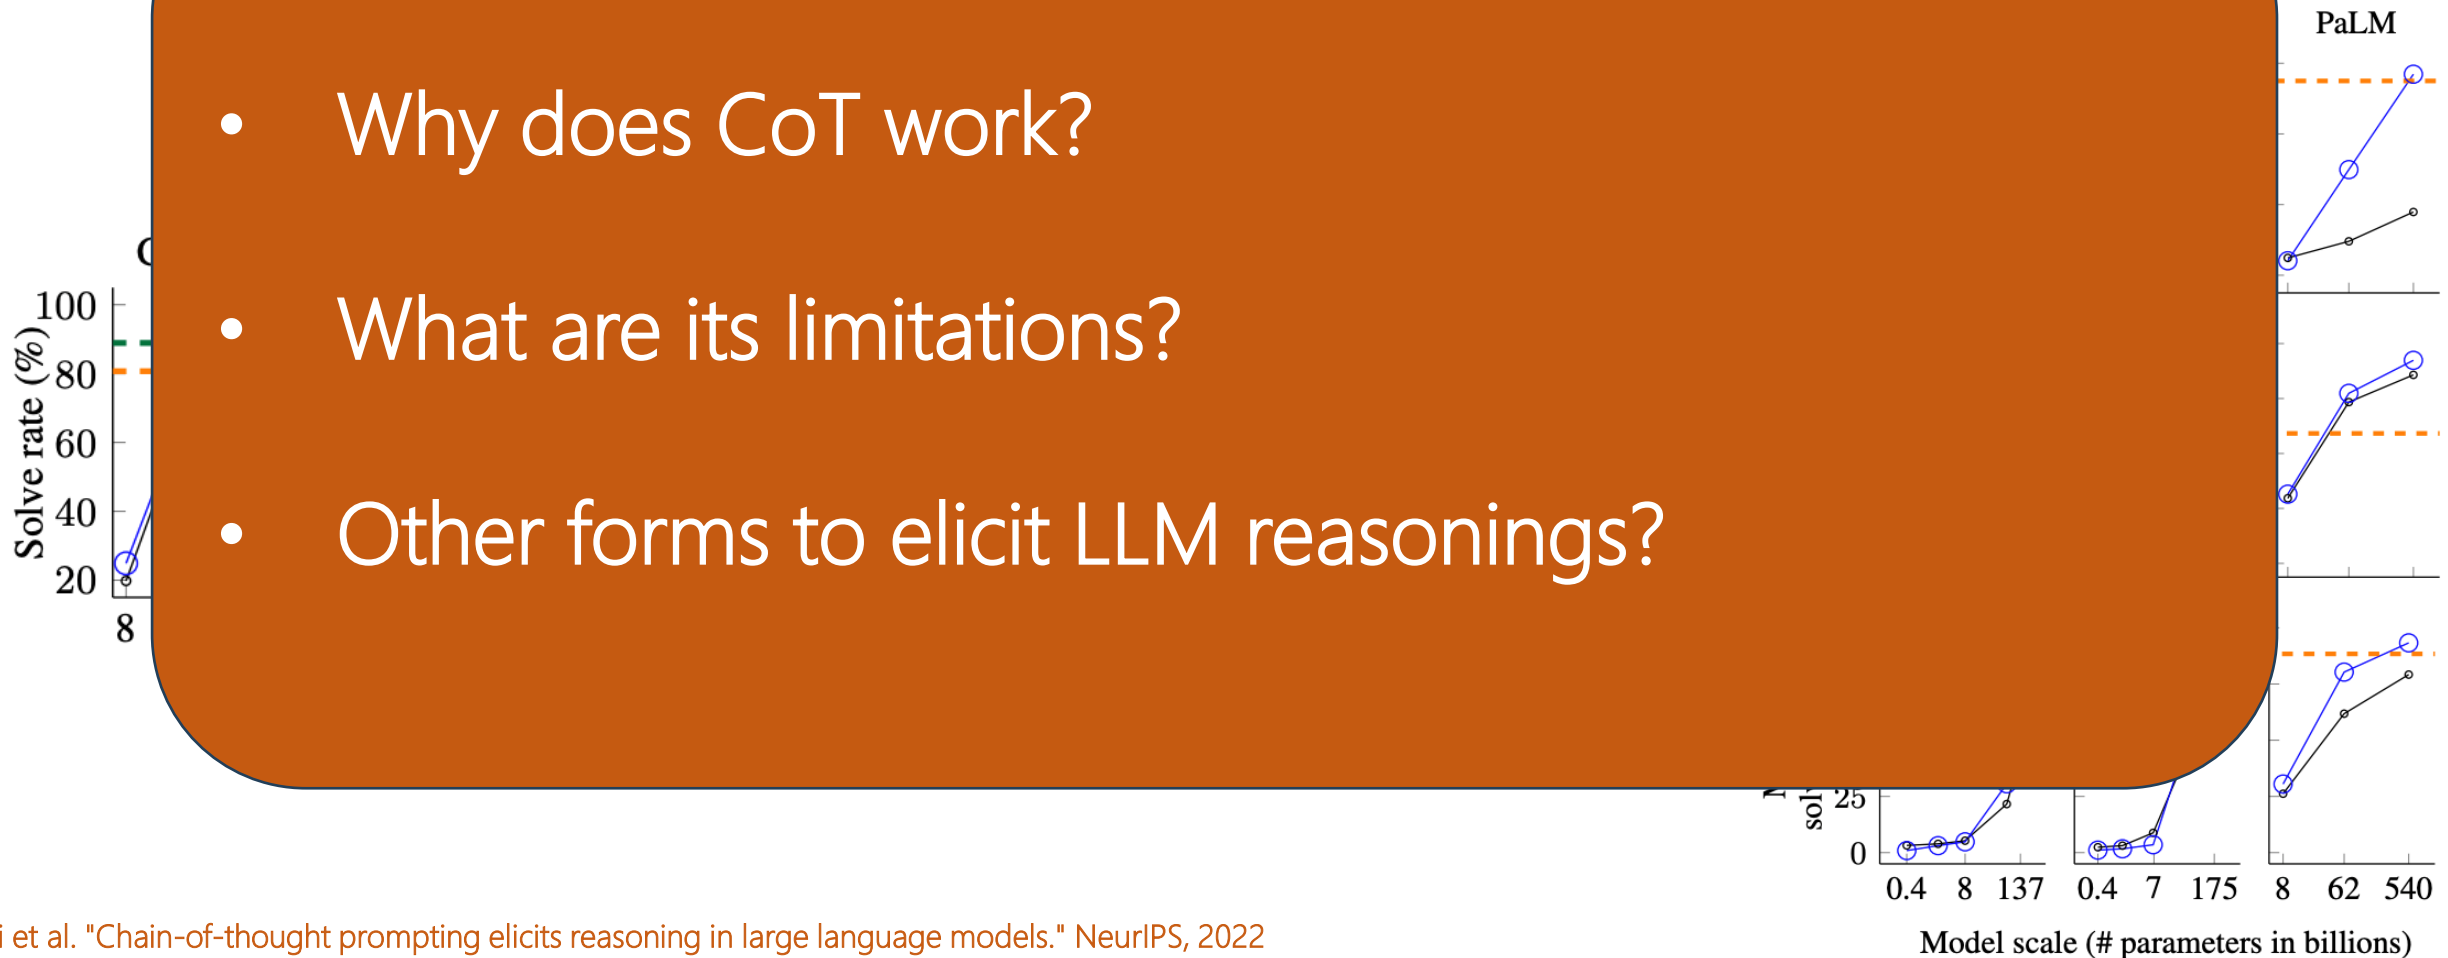 PaLM
• Why does CoT work?
• What are its limitations?
• Other forms to elicit LLM reasonings?
Solve rate (%)
100
80
60
40
20
8
25
0
0.4 8 137
0.4 7 175
8 62 540
Model scale (# parameters in billions)
et al. "Chain-of-thought prompting elicits reasoning in large language models." NeurIPS, 2022